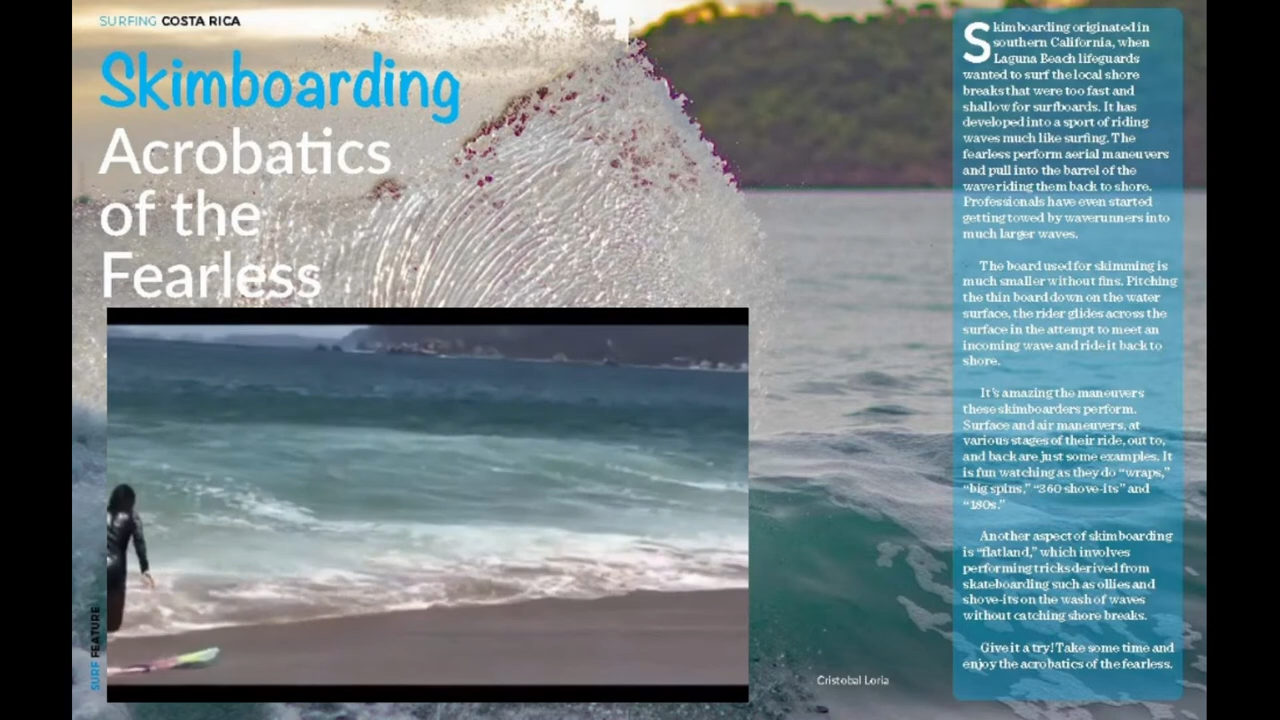 SURFING COSTA RICA
Skimboarding
Acrobatics
of the
Fearless
SURF FEATURE
Cristobal Loria
Skimboarding originated in
southern California, when
Laguna Beach lifeguards
wanted to surf the local shore
breaks that were too fast and
shallow for surfboards. It has
developed into a sport of riding
waves much like surfing. The
fearless perform aerial maneuvers
and pull into the barrel of the
wave riding them back to shore.
Professionals have even started
getting towed by waverunners into
much larger waves.
The board used for skimming is
much smaller without fins. Pitching
the thin board down on the water
surface, the rider glides across the
surface in the attempt to meet an
incoming wave and ride it back to
shore.
It's amazing the maneuvers
these skimboarders perform.
Surface and air maneuvers, at
various stages of their ride, out to,
and back are just some examples. It
is fun watching as they do “wraps,”
“big spins,” “360 shove-its” and
“180s.”
Another aspect of skimboarding
is “flatland,” which involves
performing tricks derived from
skateboarding such as ollies and
shove-its on the wash of waves
without catching shore breaks.
Give it a try! Take some time and
enjoy the acrobatics of the fearless.